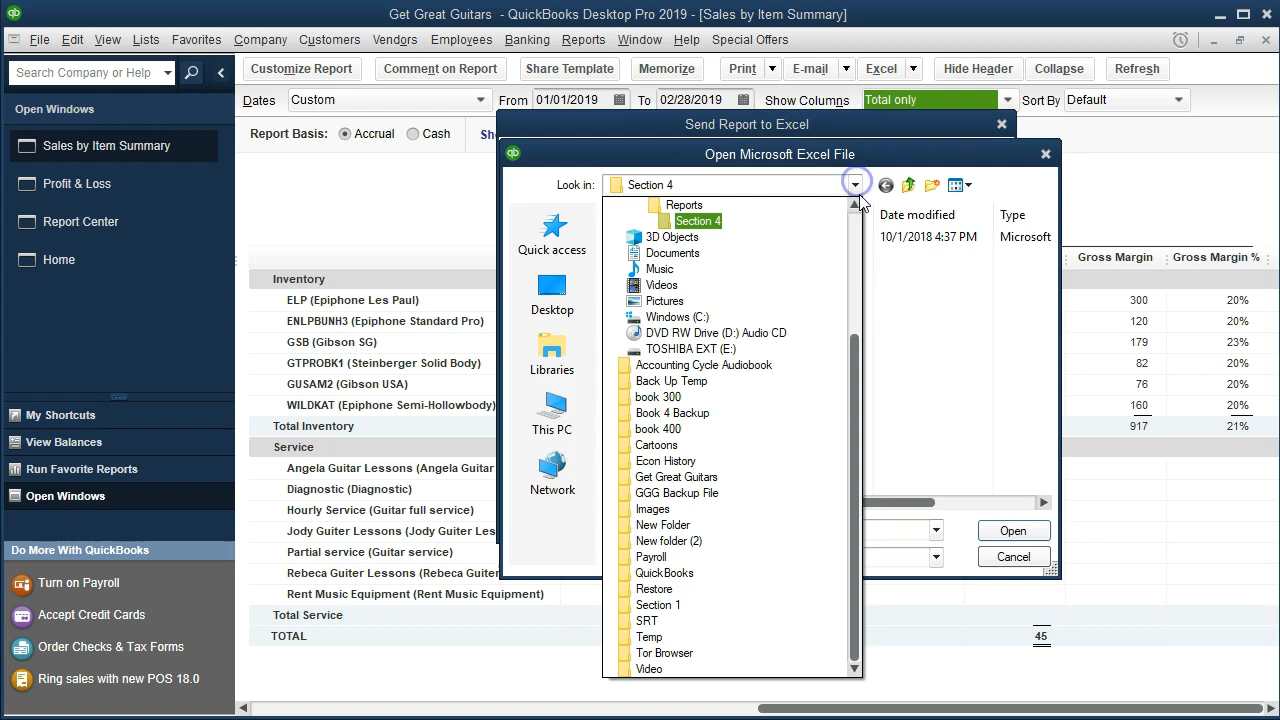 Get Great Guitars - QuickBooks Desktop Pro 2019 - [Sales by Item Summary]
File Edit View Lists Favorites Company Customers Vendors Employees Banking Reports Window Help Special Offers
Search Company or Help
Customize Report Comment on Report Share Template Memorize Print E-mail Excel Hide Header Collapse Refresh
Dates Custom From 01/01/2019 To 02/28/2019 Show Columns Total only Sort By Default
Report Basis: Accrual Cash Sh
Open Windows
Sales by Item Summary
Profit & Loss
Report Center
Home
My Shortcuts
View Balances
Run Favorite Reports
Open Windows
Do More With QuickBooks
Turn on Payroll
Accept Credit Cards
Order Checks & Tax Forms
Ring sales with new POS 18.0
Send Report to Excel
Open Microsoft Excel File
Look in: Section 4
Quick access
Desktop
Libraries
This PC
Network
Reports
Section 4
3D Objects
Documents
Music
Videos
Pictures
Windows (C:)
DVD RW Drive (D:) Audio CD
TOSHIBA EXT (E:)
Accounting Cycle Audiobook
Back Up Temp
book 300
Book 4 Backup
book 400
Cartoons
Econ History
Get Great Guitars
GGG Backup File
Images
New Folder
New folder (2)
Payroll
QuickBooks
Restore
Section 1
SRT
Temp
Tor Browser
Video
Date modified Type
10/1/2018 4:37 PM Microsoft
Open
Cancel
Gross Margin Gross Margin %
Inventory
ELP (Epiphone Les Paul) 300 20%
ENLPBUNH3 (Epiphone Standard Pro) 120 20%
GSB (Gibson SG) 179 23%
GTPROBK1 (Steinberger Solid Body) 82 20%
GUSAM2 (Gibson USA) 76 20%
WILDKAT (Epiphone Semi-Hollowbody) 160 20%
Total Inventory 917 21%
Service
Angela Guitar Lessons (Angela Guitar
Diagnostic (Diagnostic)
Hourly Service (Guitar full service)
Jody Guiter Lessons (Jody Guiter Les
Partial service (Guitar service)
Rebeca Guiter Lessons (Rebeca Guiter
Rent Music Equipment (Rent Music Equipment)
Total Service
TOTAL 45